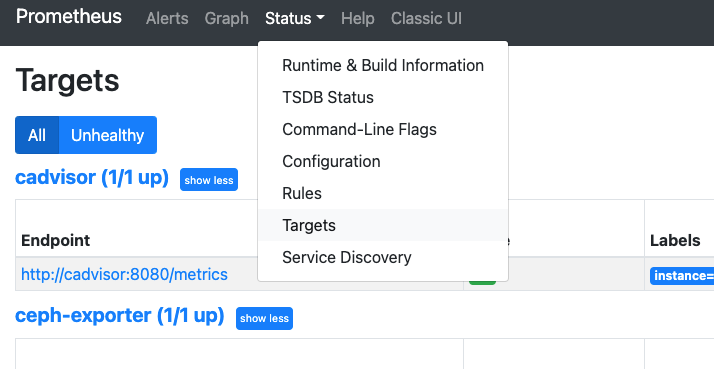 Prometheus Alerts Graph Status Help Classic UI
Targets
Runtime & Build Information
TSDB Status
Command-Line Flags
Configuration
Rules
Targets
Service Discovery
All Unhealthy
cadvisor (1/1 up) show less
Endpoint Labels
http://cadvisor:8080/metrics instance=
ceph-exporter (1/1 up) show less